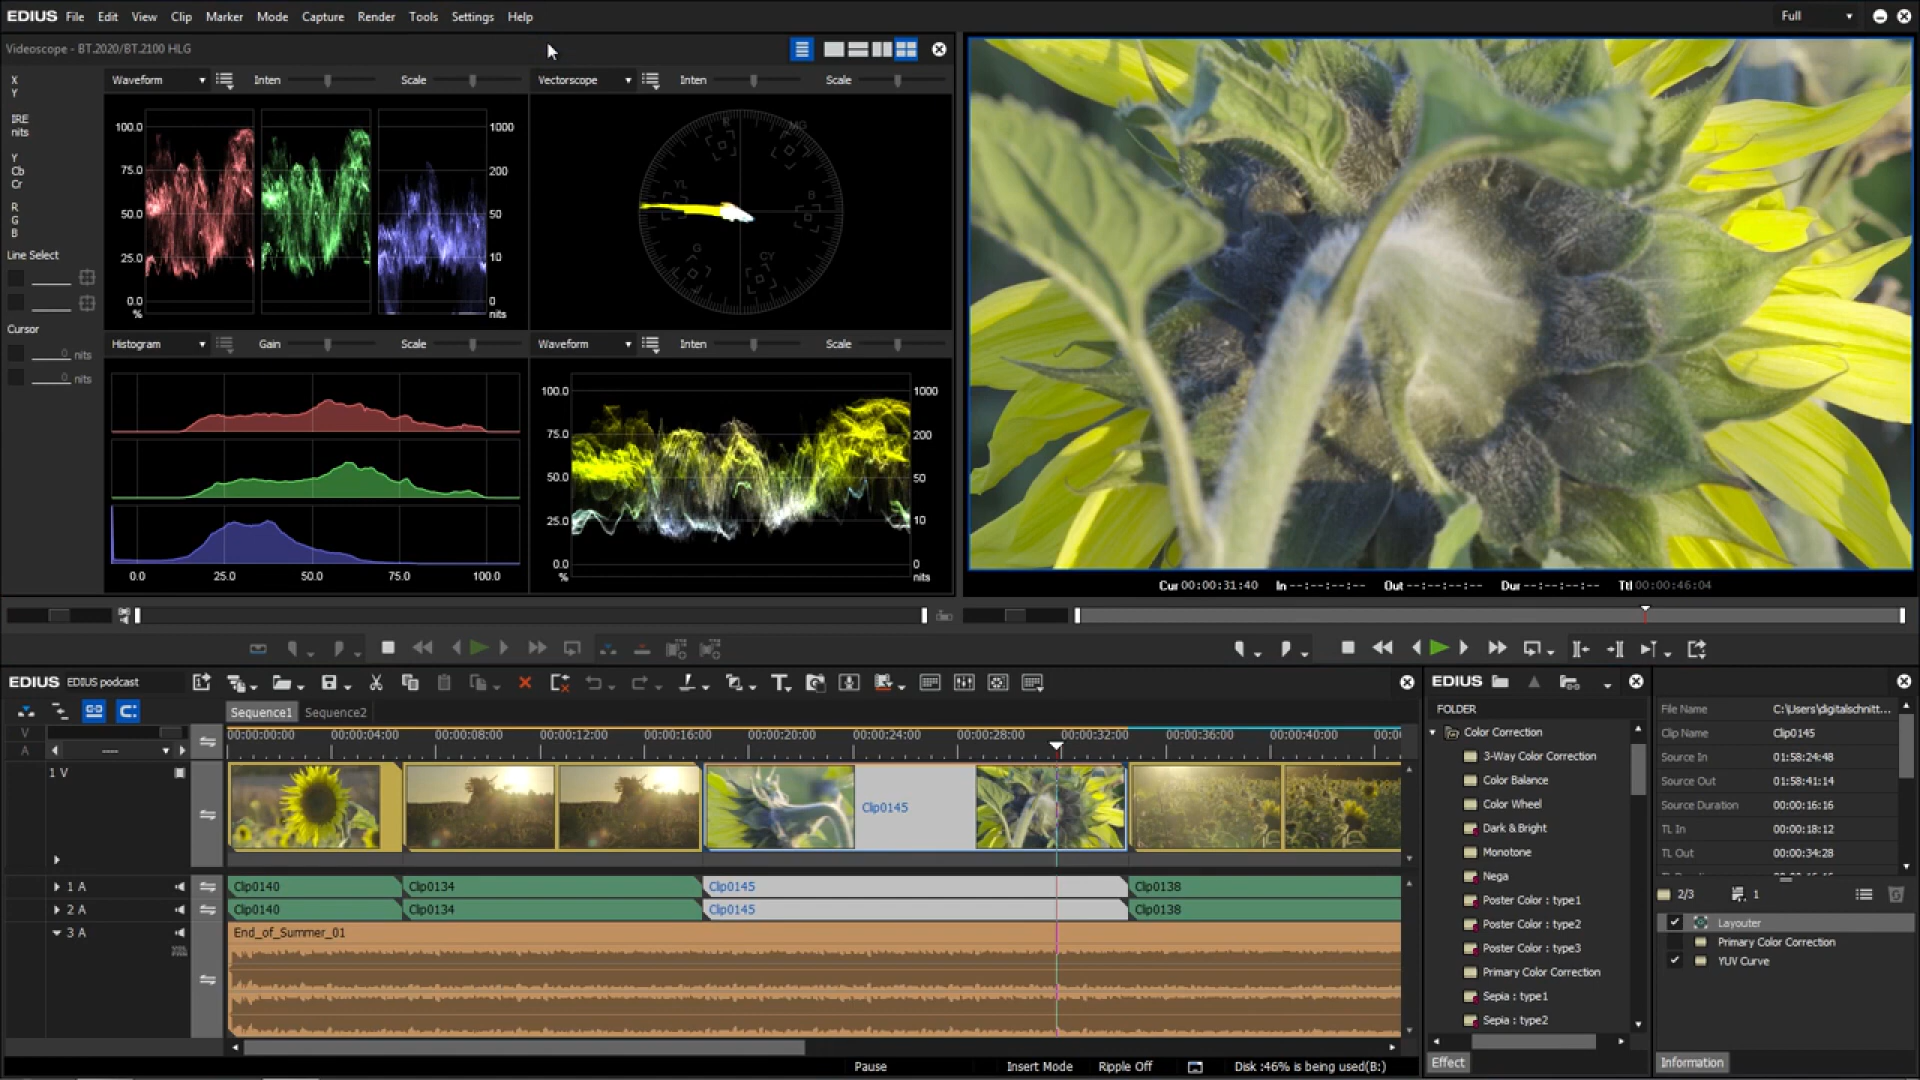 EDIUS File Edit View Clip Marker Mode Capture Render Tools Settings Help Full
Videoscope - BT.2020/BT.2100 HLG
X
Y
IRE
nits
Y
Cb
Cr
R
G
B
Line Select
Cursor
0 nits
0 nits
Waveform Inten Scale
100.0 1000
75.0 200
50.0 50
25.0 10
0.0 0
% nits
Vectorscope Inten Scale
MG
YL B
G CY
Histogram Gain Scale
0.0 25.0 50.0 75.0 100.0
Waveform Inten Scale
100.0 1000
75.0 200
50.0 50
25.0 10
0.0 0
% nits
Cur 00:00:31:40 In --:--:--:-- Out --:--:--:-- Dur --:--:--:-- Ttl 00:00:46:04
EDIUS EDIUS podcast
Sequence1 Sequence2
V
A ----
00:00:00:00 00:00:04:00 00:00:08:00 00:00:12:00 00:00:16:00 00:00:20:00 00:00:24:00 00:00:28:00 00:00:32:00 00:00:36:00 00:00:40:00 00:0
1 V
Clip0145
1 A Clip0140 Clip0134 Clip0145 Clip0138
2 A Clip0140 Clip0134 Clip0145 Clip0138
3 A End_of_Summer_01
Pause Insert Mode Ripple Off Disk :46% is being used(B:)
EDIUS
FOLDER
Color Correction
3-Way Color Correction
Color Balance
Color Wheel
Dark & Bright
Monotone
Nega
Poster Color : type1
Poster Color : type2
Poster Color : type3
Primary Color Correction
Sepia : type1
Sepia : type2
Effect
File Name C:\Users\digitalschnitt...
Clip Name Clip0145
Source In 01:58:24:48
Source Out 01:58:41:14
Source Duration 00:00:16:16
TL In 00:00:18:12
TL Out 00:00:34:28
2/3 1
Layouter
Primary Color Correction
YUV Curve
Information